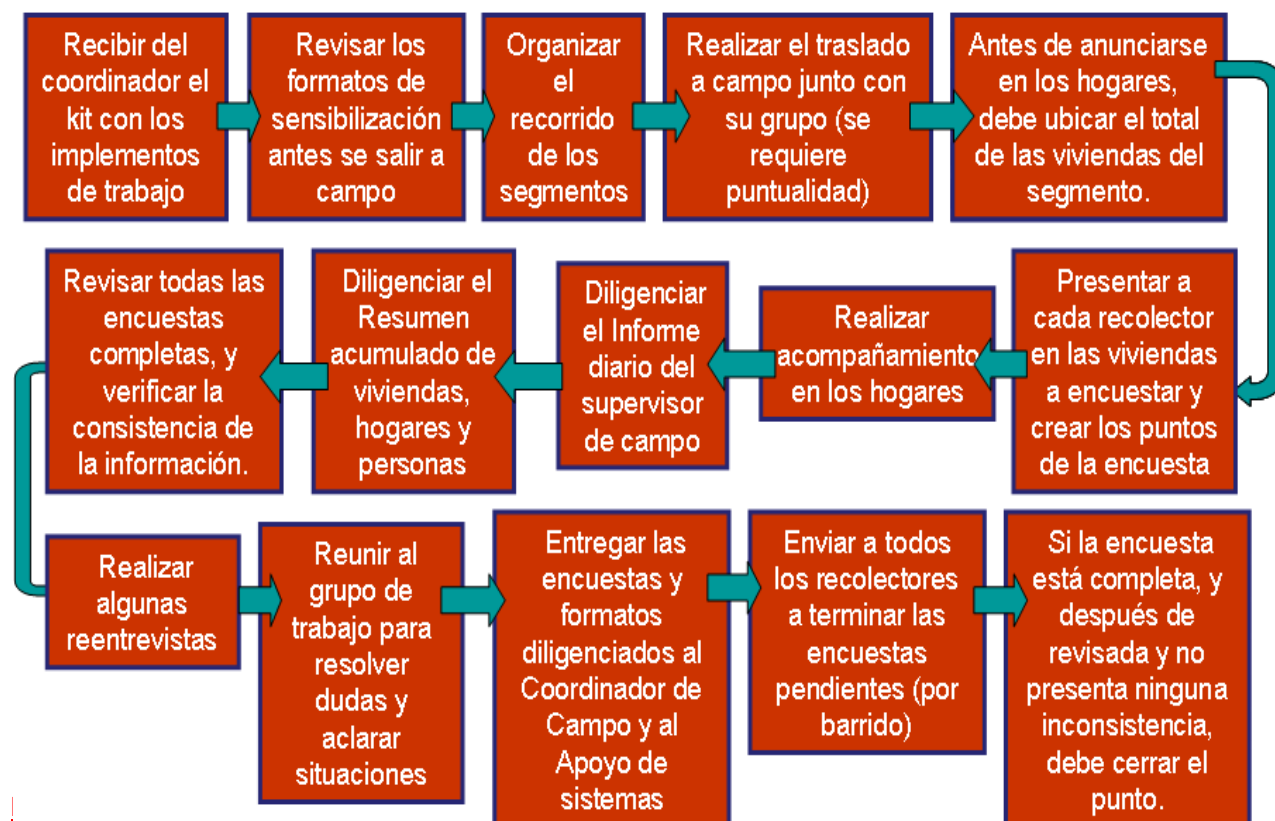 Recibir del
coordinador el
kit con los
implementos
de trabajo
Revisar los
formatos de
sensibilización
antes se salir a
campo
Organizar
el
recorrido
de los
segmentos
Realizar el traslado
a campo junto con
su grupo (se
requiere
puntualidad)
Antes de anunciarse
en los hogares,
debe ubicar el total
de las viviendas del
segmento.
Presentar a
cada recolector
en las viviendas
a encuestar y
crear los puntos
de la encuesta
Realizar
acompañamiento
en los hogares
Diligenciar
el Informe
diario del
supervisor
de campo
Diligenciar el
Resumen
acumulado de
viviendas,
hogares y
personas
Revisar todas las
encuestas
completas, y
verificar la
consistencia de
la información.
Realizar
algunas
reentrevistas
Reunir al
grupo de
trabajo para
resolver
dudas y
aclarar
situaciones
Entregar las
encuestas y
formatos
diligenciados al
Coordinador de
Campo y al
Apoyo de
sistemas
Enviar a todos
los recolectores
a terminar las
encuestas
pendientes (por
barrido)
Si la encuesta
está completa, y
después de
revisada y no
presenta ninguna
inconsistencia,
debe cerrar el
punto.